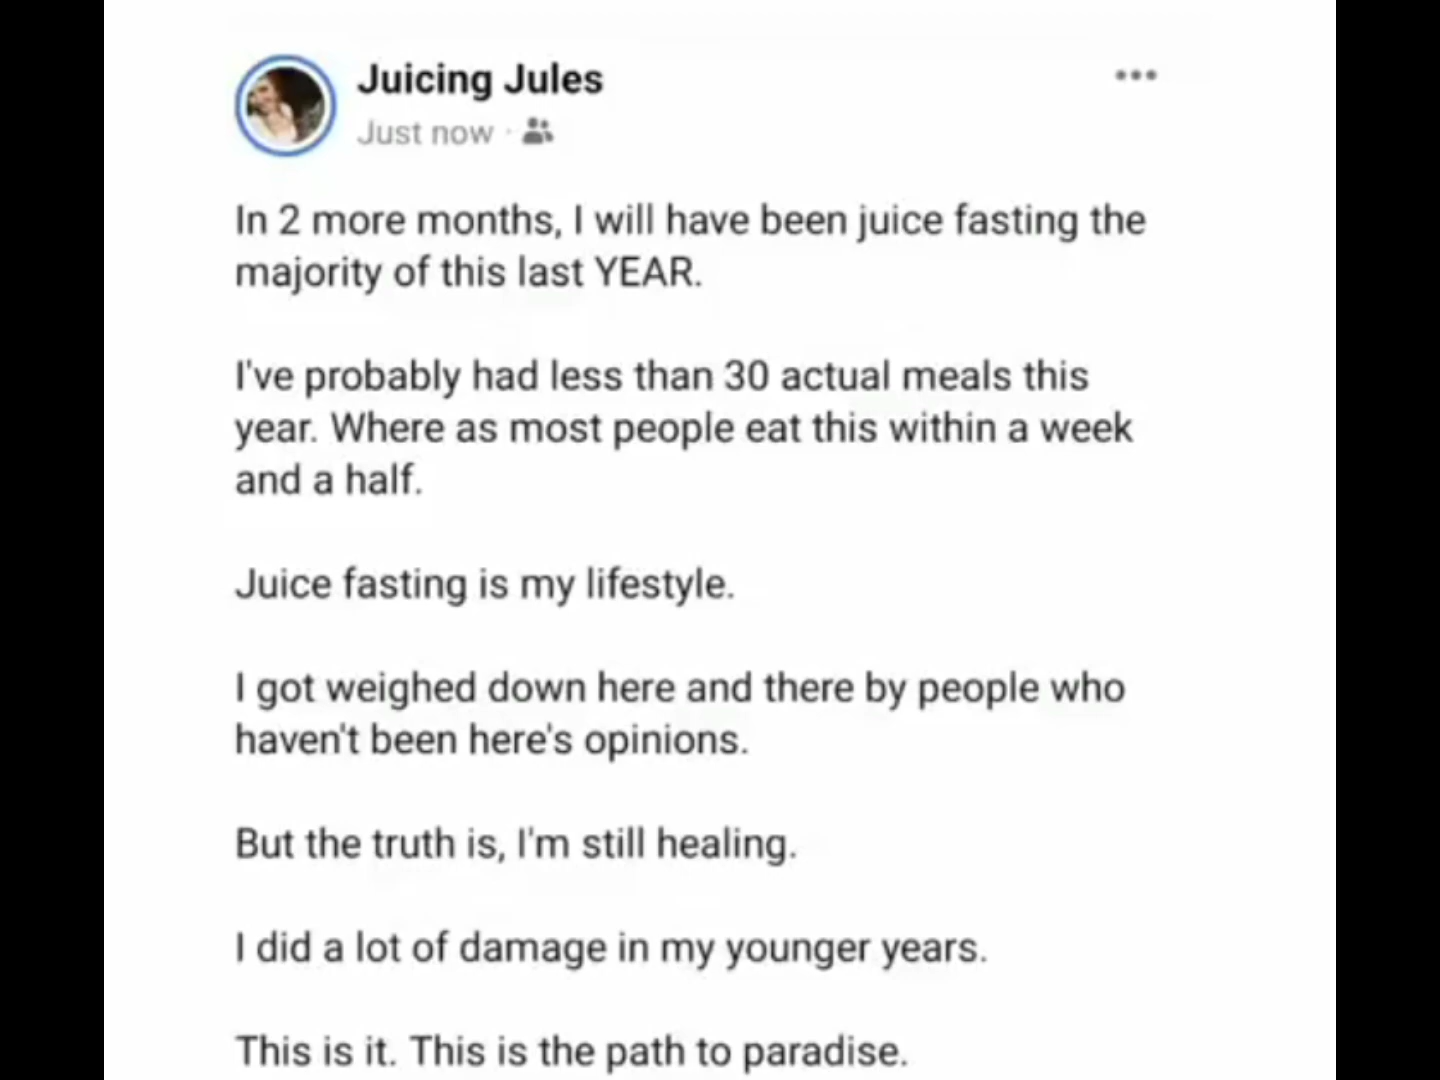 Juicing Jules
Just now ·
In 2 more months, I will have been juice fasting the
majority of this last YEAR.
I've probably had less than 30 actual meals this
year. Where as most people eat this within a week
and a half.
Juice fasting is my lifestyle.
I got weighed down here and there by people who
haven't been here's opinions.
But the truth is, I'm still healing.
I did a lot of damage in my younger years.
This is it. This is the path to paradise.